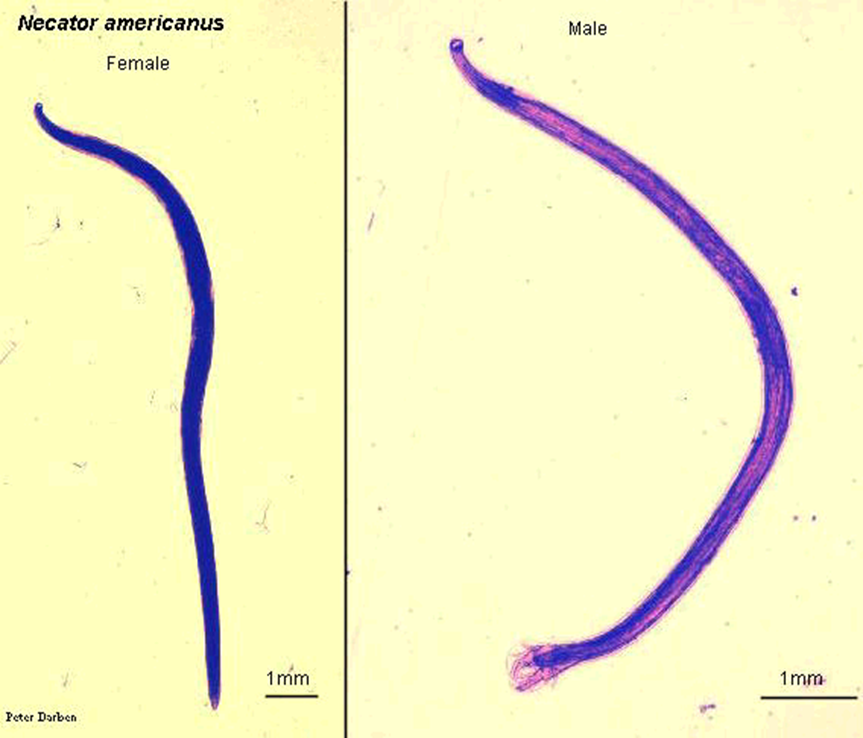 Necator americanus
Female
Male
1mm
1mm
Peter Darben